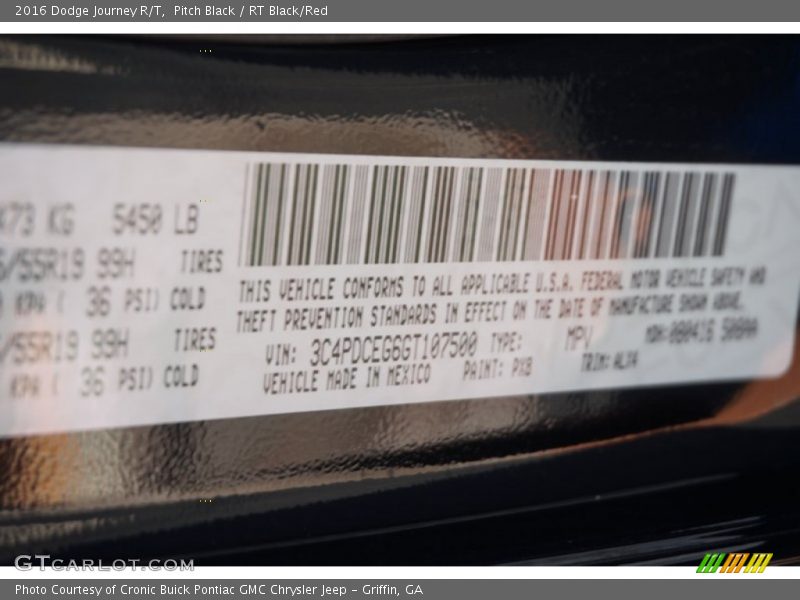 2016 Dodge Journey R/T, Pitch Black / RT Black/Red
473 KG 5450 LB
/55R19 99H TIRES
KPA ( 36 PSI) COLD
/55R19 99H TIRES
KPA ( 36 PSI) COLD
THIS VEHICLE CONFORMS TO ALL APPLICABLE U.S.A. FEDERAL MOTOR VEHICLE SAFETY AND
THEFT PREVENTION STANDARDS IN EFFECT ON THE DATE OF MANUFACTURE SHOWN ABOVE.
VIN: 3C4PDCEG6GT107500 TYPE: MPV
VEHICLE MADE IN MEXICO PAINT: PX8 TRIM:
GTCARLOT.COM
Photo Courtesy of Cronic Buick Pontiac GMC Chrysler Jeep - Griffin, GA